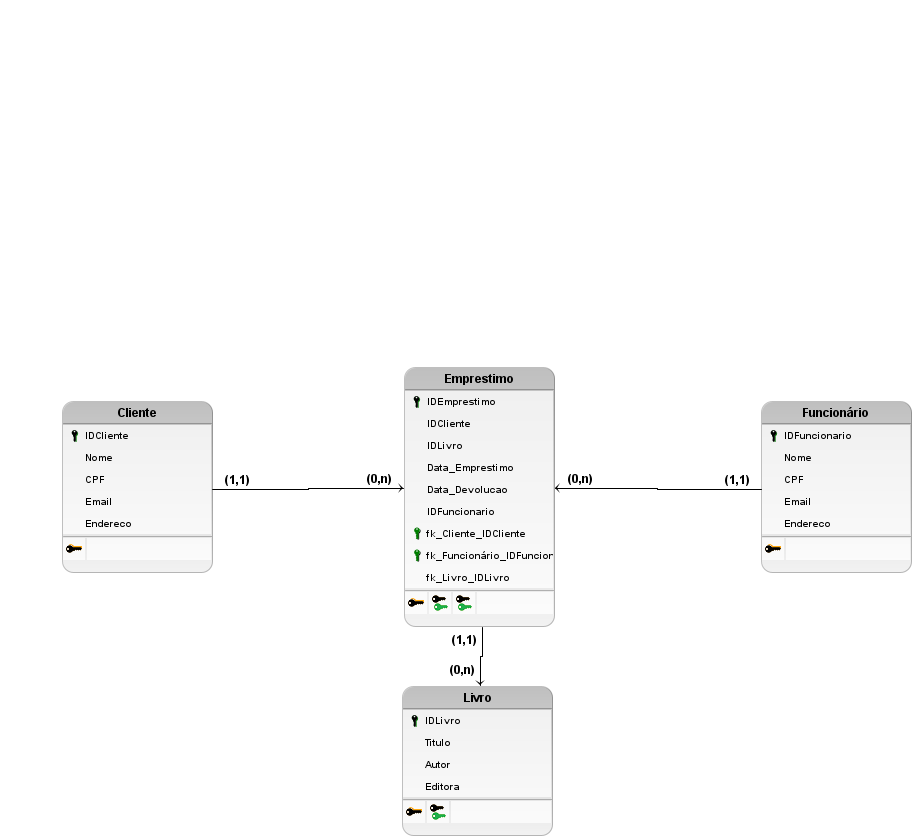 Emprestimo
IDEmprestimo
IDCliente
IDLivro
Data_Emprestimo
Data_Devolucao
IDFuncionario
fk_Cliente_IDCliente
fk_Funcionário_IDFuncion
fk_Livro_IDLivro
Cliente
IDCliente
Nome
CPF
Email
Endereco
(1,1)
(0,n)
Funcionário
IDFuncionario
Nome
CPF
Email
Endereco
(0,n)
(1,1)
(1,1)
(0,n)
Livro
IDLivro
Titulo
Autor
Editora